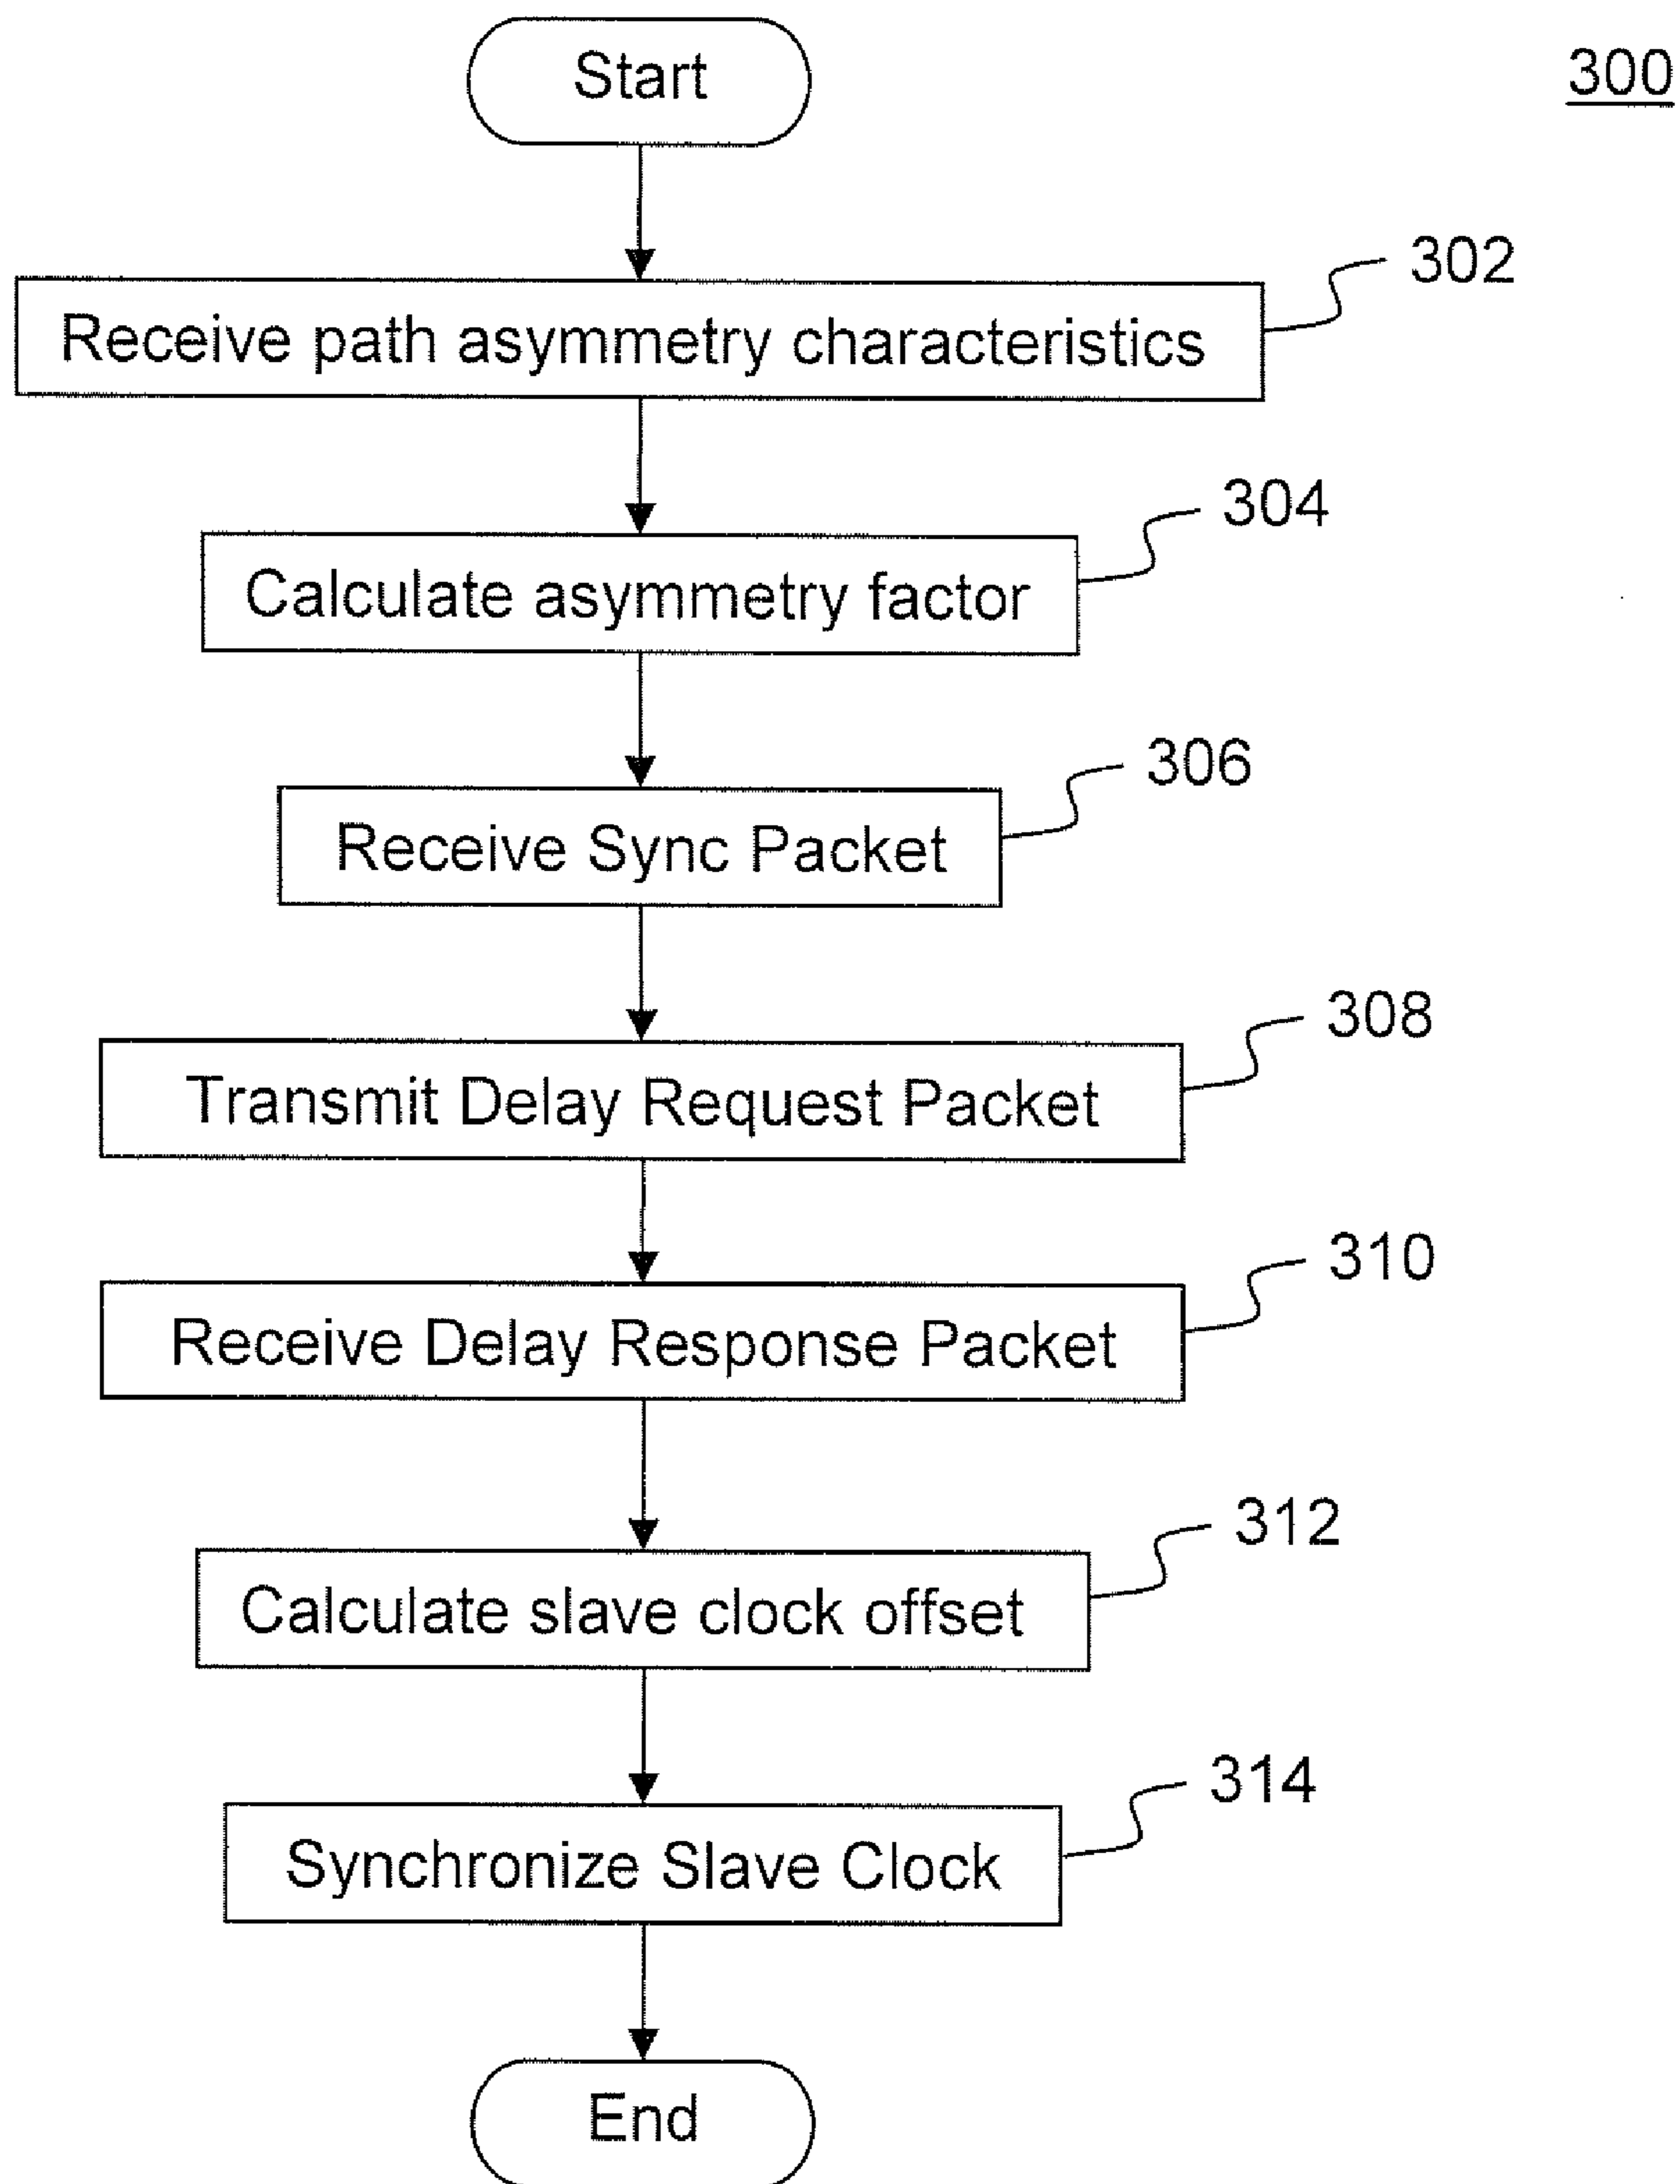 Start
300
302
Receive path asymmetry characteristics
304
Calculate asymmetry factor
306
Receive Sync Packet
308
Transmit Delay Request Packet
310
Receive Delay Response Packet
312
Calculate slave clock offset
314
Synchronize Slave Clock
End